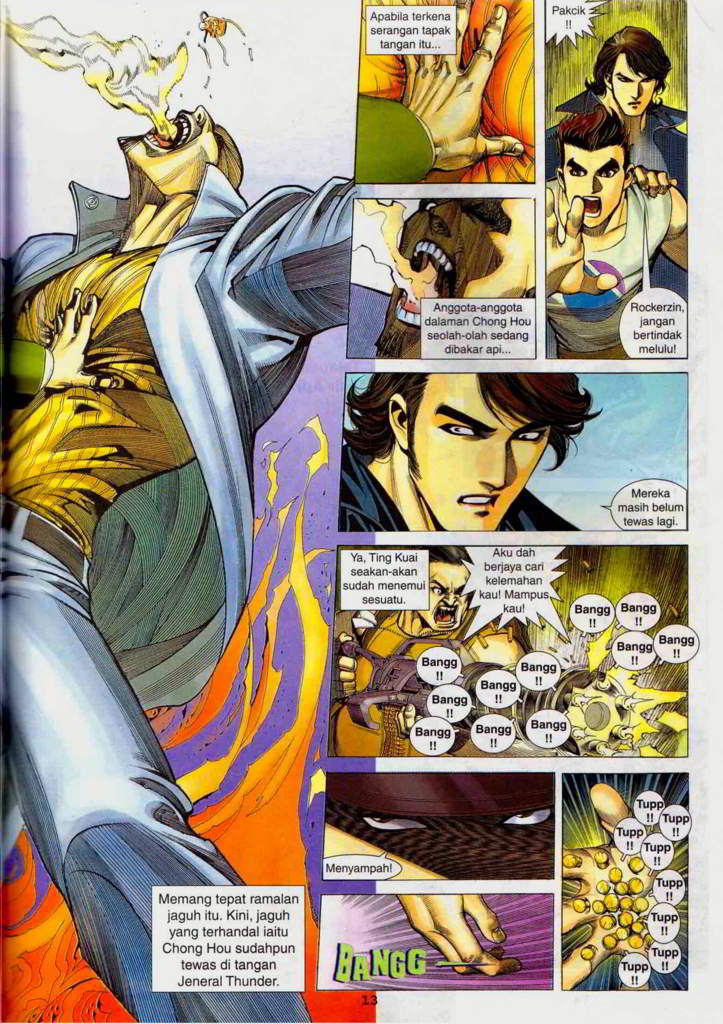 Apabila terkena
serangan tapak
tangan itu...
Pakcik
!!
Anggota-anggota
dalaman Chong Hou
seolah-olah sedang
dibakar api...
Rockerzin,
jangan
bertindak
melulu!
Mereka
masih belum
tewas lagi.
Ya, Ting Kuai
seakan-akan
sudah menemui
sesuatu.
Aku dah
berjaya cari
kelemahan
kau! Mampus
kau!
Bangg
!!
Bangg
!!
Bangg
!!
Bangg
!!
Bangg
!!
Bangg
!!
Bangg
!!
Bangg
!!
Bangg
!!
Bangg
!!
Bangg
!!
Menyampah!
BANGG
Tupp
!!
Tupp
!!
Tupp
!!
Tupp
!!
Tupp
!!
Tupp
!!
Tupp
!!
Tupp
!!
Tupp
!!
Memang tepat ramalan
jaguh itu. Kini, jaguh
yang terhandal iaitu
Chong Hou sudahpun
tewas di tangan
Jeneral Thunder.
13